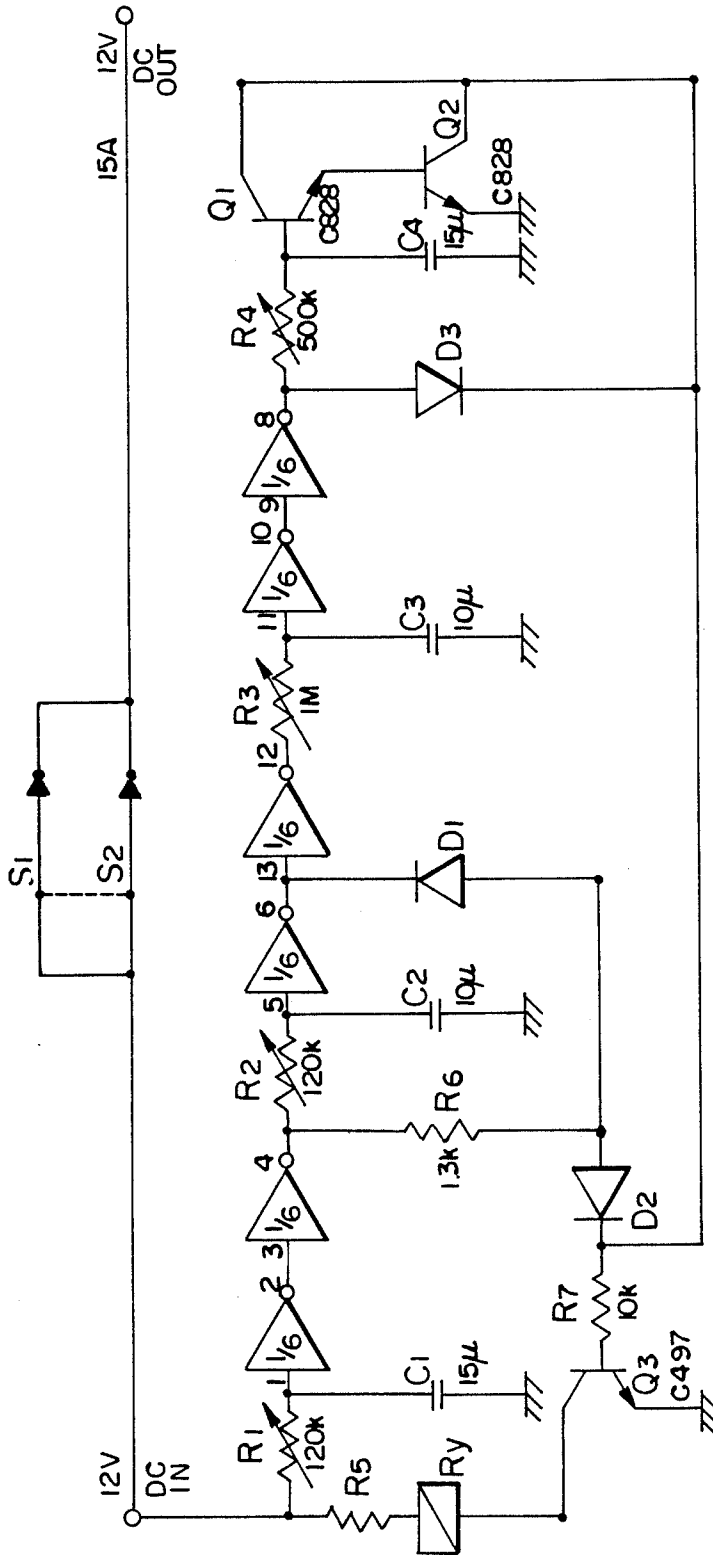 12V
DC
IN
S1
S2
15A
12V
DC
OUT
R1
120K
1
1/6
2
3
1/6
4
R2
120K
5
1/6
6
13
1/6
12
R3
1M
11
1/6
10
9
1/6
8
R4
500K
Q1
C828
Q2
C828
C1
15μ
C2
10μ
C3
10μ
C4
15μ
R5
Ry
R6
1.3K
D1
D2
D3
R7
10K
Q3
C497